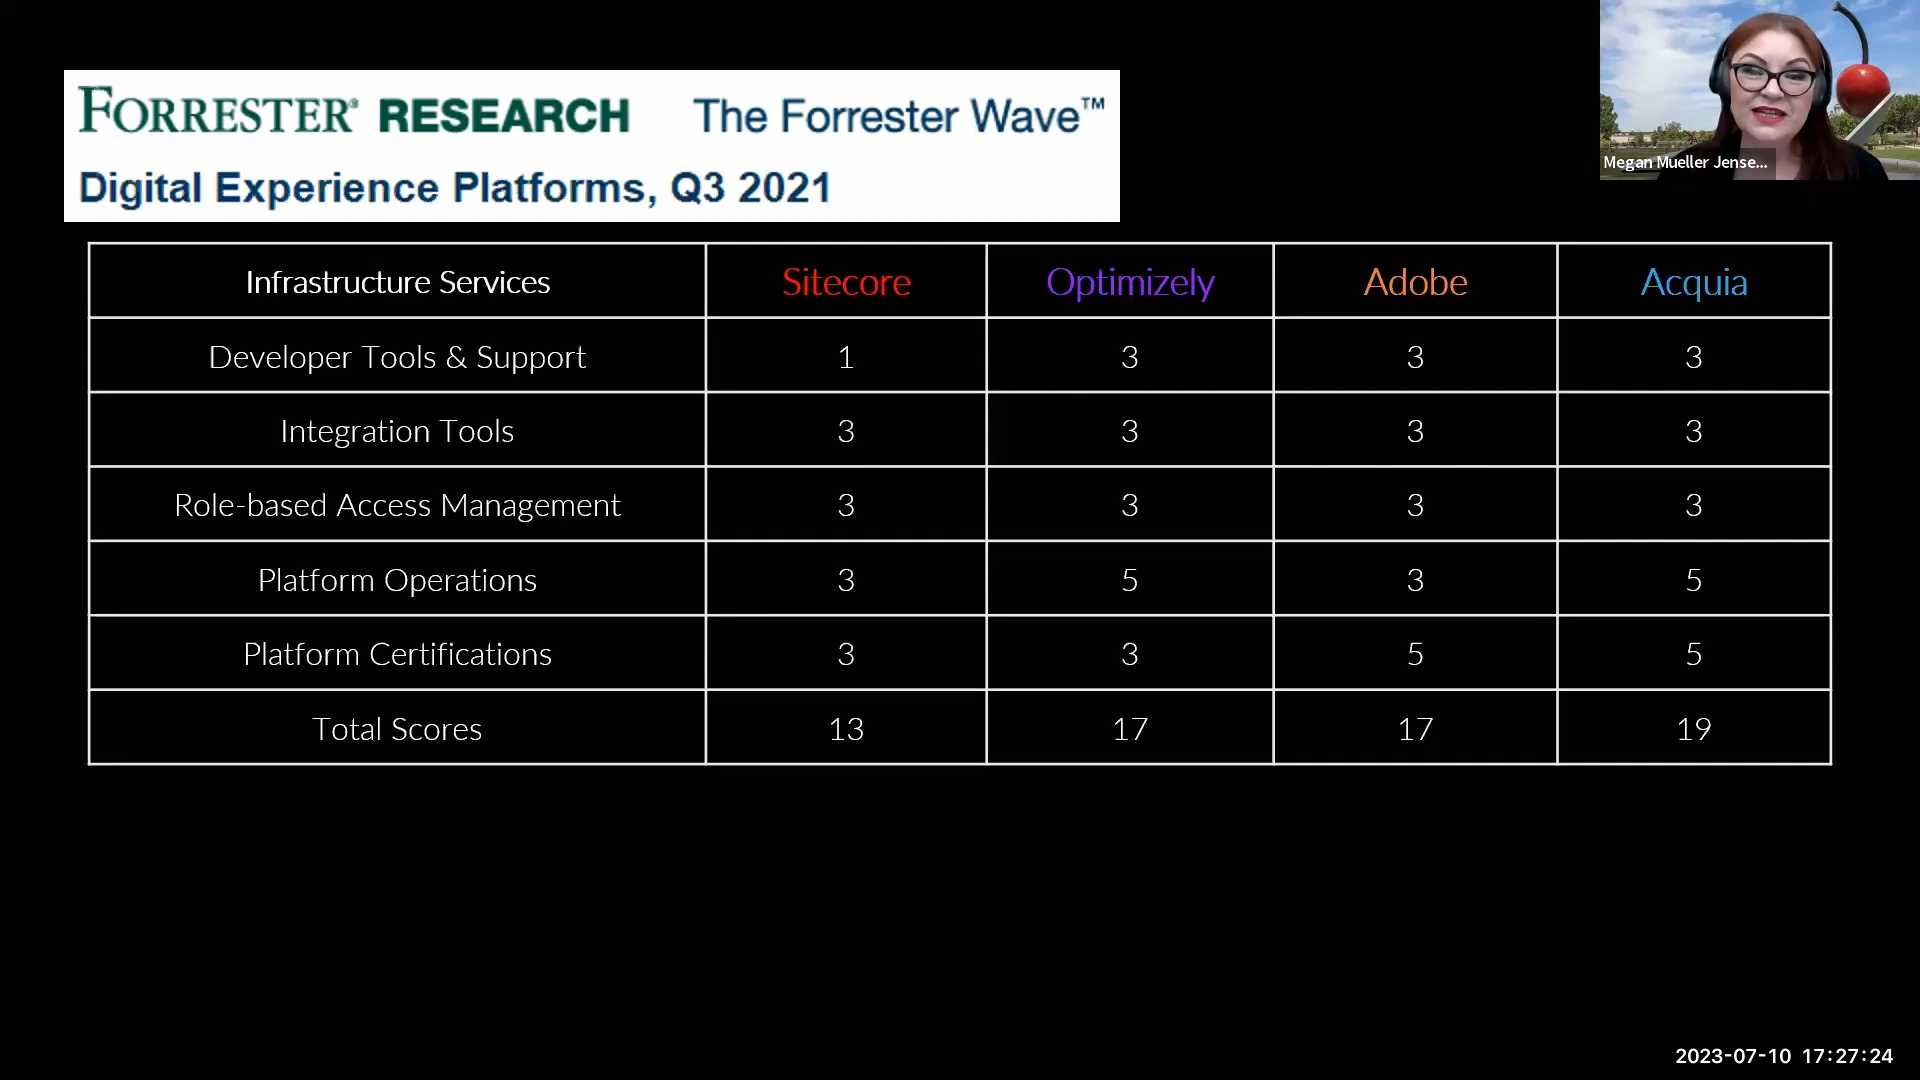 FORRESTER® RESEARCH The Forrester Wave™
Digital Experience Platforms, Q3 2021
Megan Mueller Jense...
Infrastructure Services Sitecore Optimizely Adobe Acquia
Developer Tools & Support 1 3 3 3
Integration Tools 3 3 3 3
Role-based Access Management 3 3 3 3
Platform Operations 3 5 3 5
Platform Certifications 3 3 5 5
Total Scores 13 17 17 19
2023-07-10 17:27:24